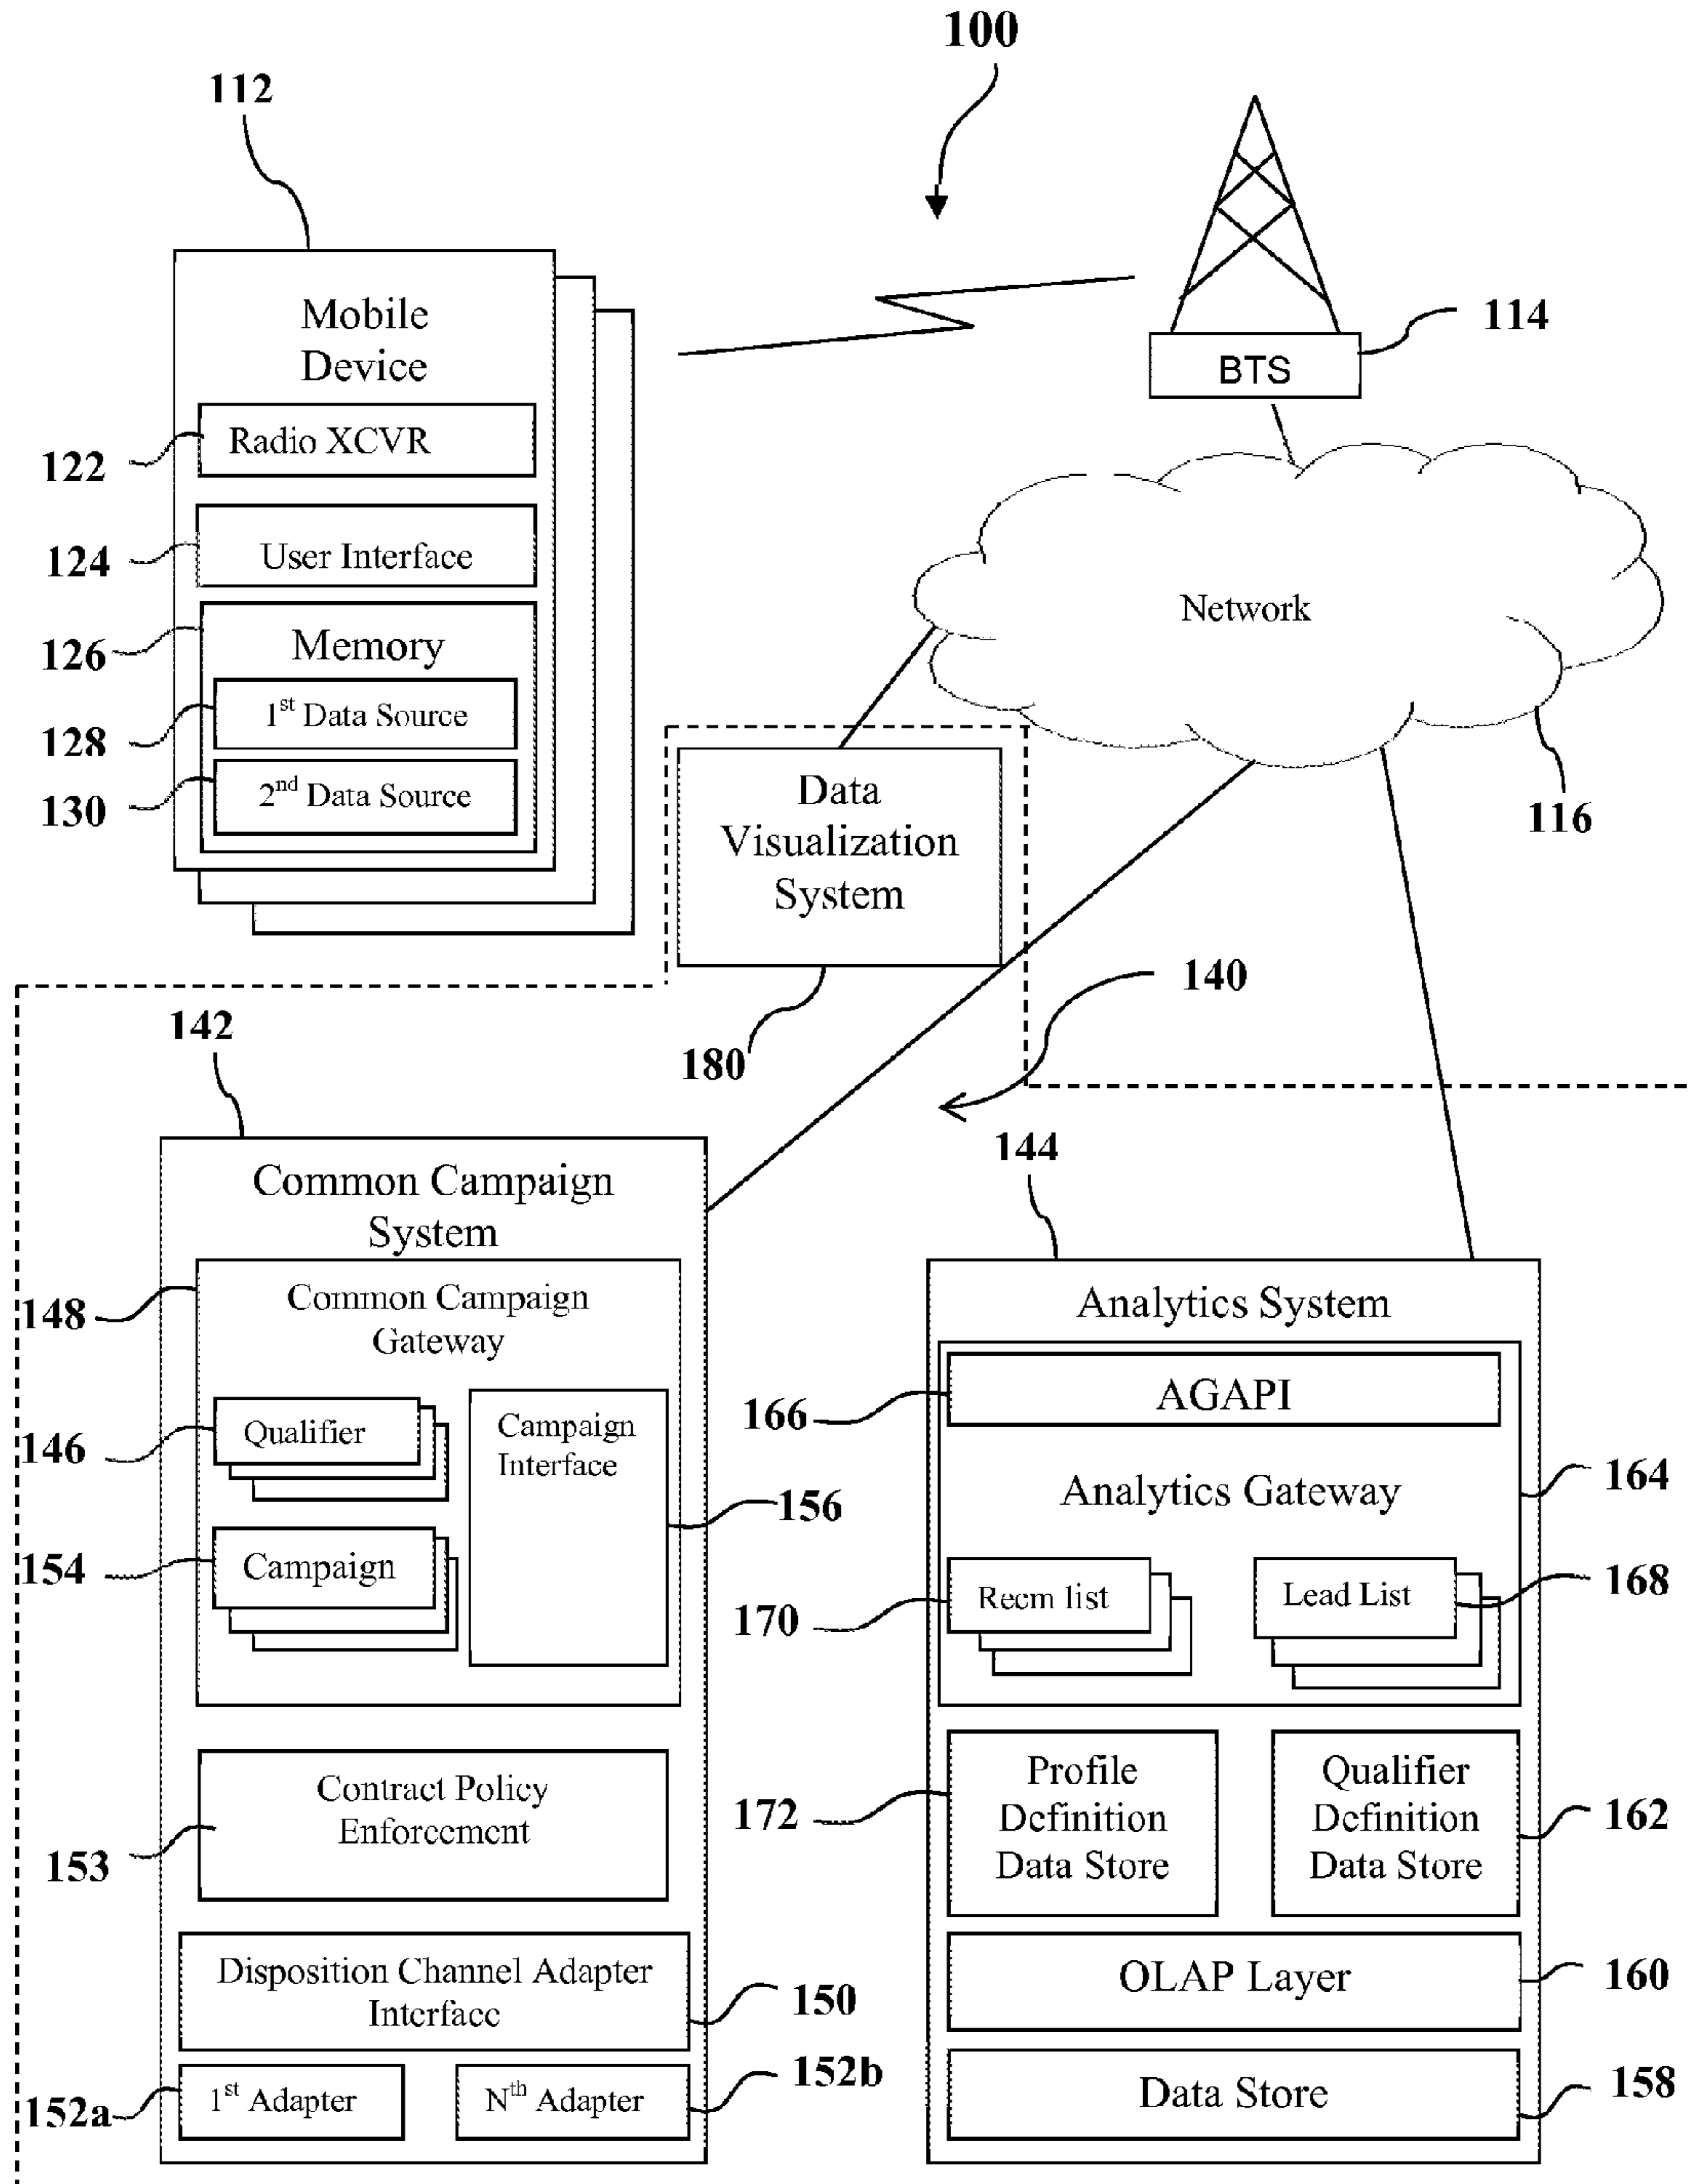 100
112
Mobile
Device
114
BTS
122
Radio XCVR
124
User Interface
Network
126
Memory
128
1st Data Source
130
2nd Data Source
116
Data
Visualization
System
140
180
142
Common Campaign
System
144
148
Common Campaign
Gateway
Analytics System
166
AGAPI
146
Qualifier
Campaign
Interface
156
Analytics Gateway
164
154
Campaign
170
Recm list
Lead List
168
Contract Policy
Enforcement
153
172
Profile
Definition
Data Store
Qualifier
Definition
Data Store
162
Disposition Channel Adapter
Interface
150
OLAP Layer
160
152a
1st Adapter
Nth Adapter
152b
Data Store
158